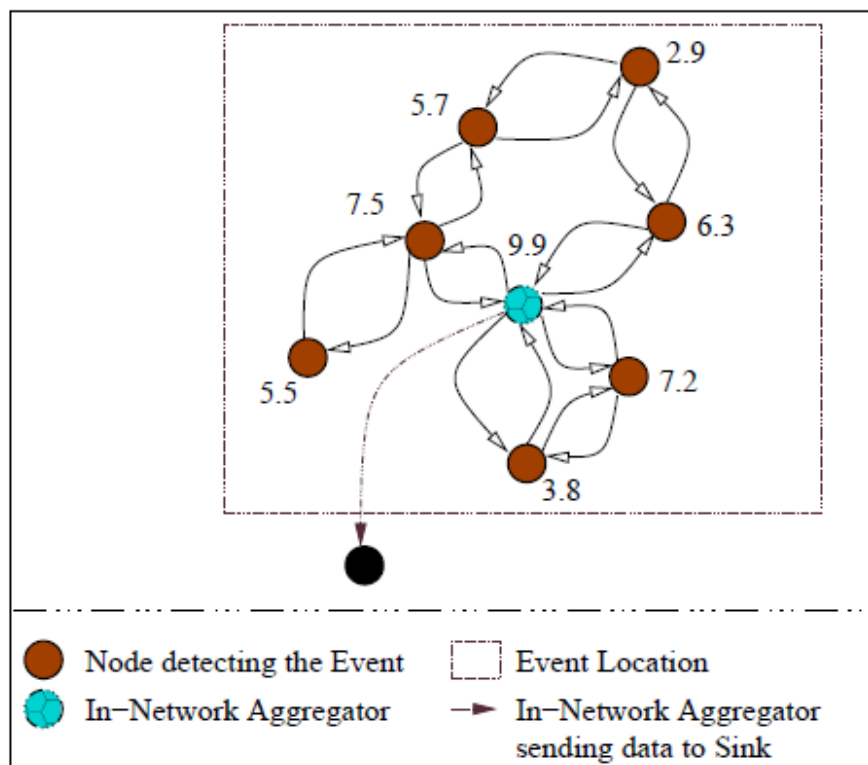 2.9
5.7
7.5
6.3
9.9
5.5
7.2
3.8
Node detecting the Event
Event Location
In−Network Aggregator
In−Network Aggregator
sending data to Sink